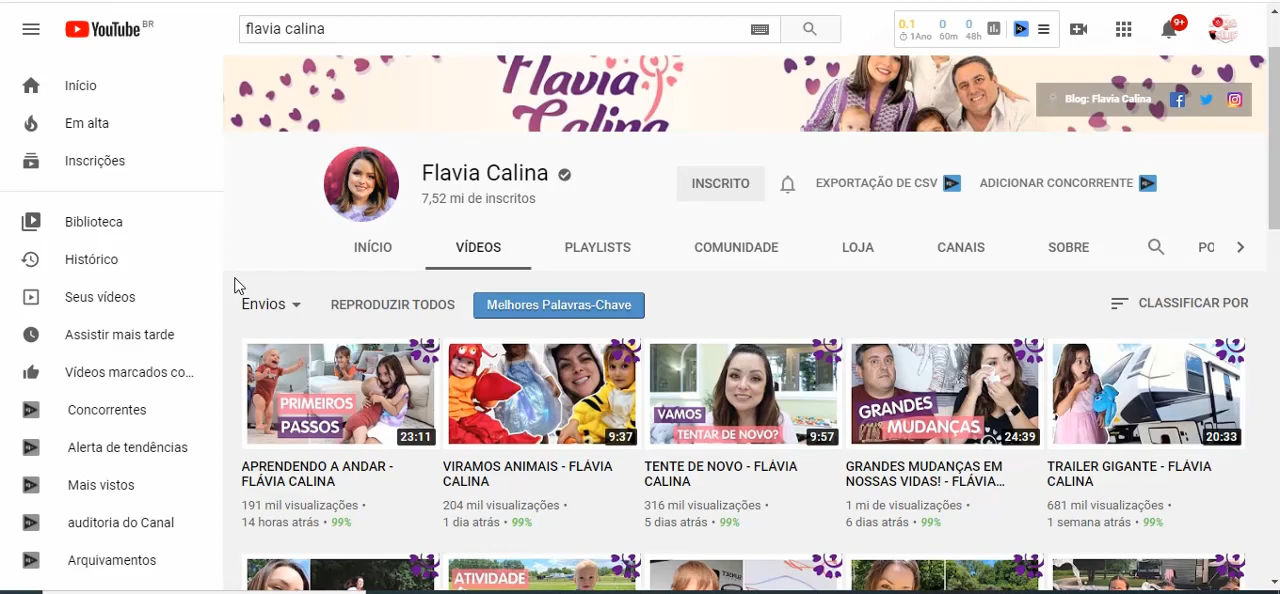 YouTube BR
flavia calina
0.1 0 0
1Ano 60m 48h
9+
Início
Em alta
Inscrições
Biblioteca
Histórico
Seus vídeos
Assistir mais tarde
Vídeos marcados co...
Concorrentes
Alerta de tendências
Mais vistos
auditoria do Canal
Arquivamentos
Flavia
Calina
Blog: Flavia Calina
Flavia Calina
7,52 mi de inscritos
INSCRITO
EXPORTAÇÃO DE CSV
ADICIONAR CONCORRENTE
INÍCIO VÍDEOS PLAYLISTS COMUNIDADE LOJA CANAIS SOBRE PO
Envios REPRODUZIR TODOS Melhores Palavras-Chave CLASSIFICAR POR
PRIMEIROS
PASSOS
23:11
9:37
VAMOS
TENTAR DE NOVO?
9:57
GRANDES
MUDANÇAS
24:39
20:33
APRENDENDO A ANDAR -
FLÁVIA CALINA
191 mil visualizações •
14 horas atrás • 99%
VIRAMOS ANIMAIS - FLÁVIA
CALINA
204 mil visualizações •
1 dia atrás • 99%
TENTE DE NOVO - FLÁVIA
CALINA
316 mil visualizações •
5 dias atrás • 99%
GRANDES MUDANÇAS EM
NOSSAS VIDAS! - FLÁVIA...
1 mi de visualizações •
6 dias atrás • 99%
TRAILER GIGANTE - FLÁVIA
CALINA
681 mil visualizações •
1 semana atrás • 99%
ATIVIDADE